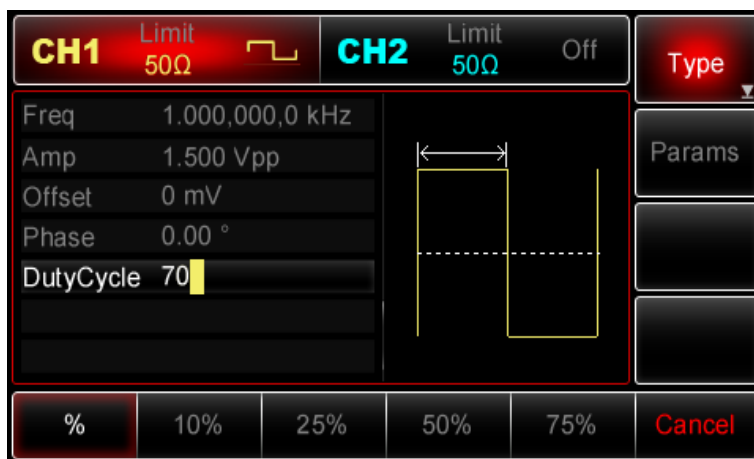 CH1 Limit 50Ω
CH2 Limit 50Ω Off
Type
Freq 1.000,000,0 kHz
Amp 1.500 Vpp
Offset 0 mV
Phase 0.00 °
DutyCycle 70
Params
% 10% 25% 50% 75% Cancel